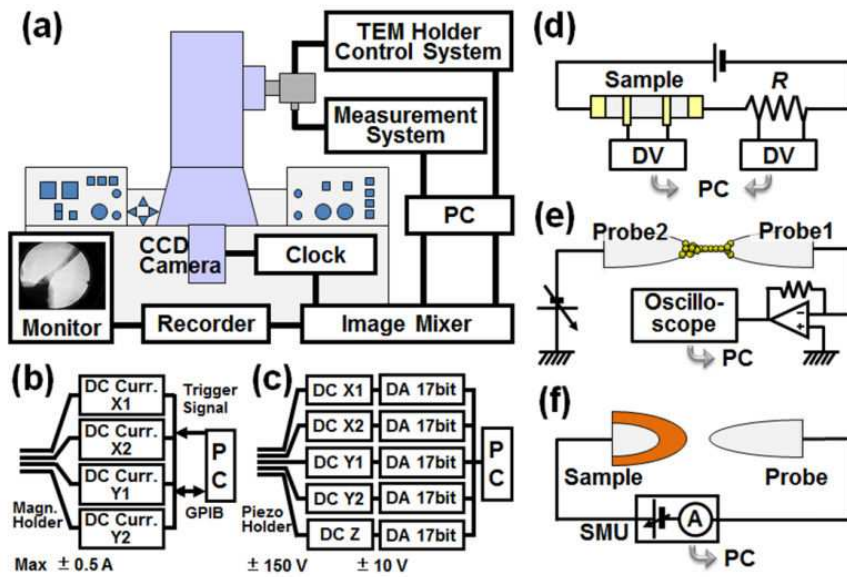 (a)
TEM Holder
Control System
Measurement
System
PC
CCD
Camera
Clock
Monitor
Recorder
Image Mixer
(b)
DC Curr.
X1
DC Curr.
X2
DC Curr.
Y1
DC Curr.
Y2
Trigger
Signal
PC
GPIB
Magn.
Holder
Max ± 0.5 A
(c)
DC X1
DA 17bit
DC X2
DA 17bit
DC Y1
DA 17bit
DC Y2
DA 17bit
DC Z
DA 17bit
PC
Piezo
Holder
± 150 V
± 10 V
(d)
Sample
R
DV
DV
PC
(e)
Probe2
Probe1
Oscillo-
scope
-
+
PC
(f)
Sample
Probe
SMU
A
PC